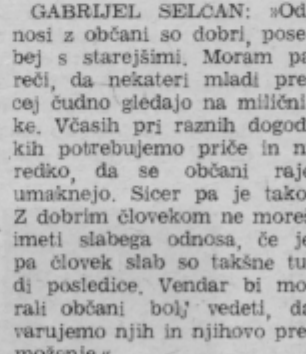 GABRIJEL SELCAN: »Od
nosi z občani so dobri, pose
bej s starejšimi. Moram pa
reči, da nekateri mladi pre
cej čudno gledajo na milični
ke. Včasih pri raznih dogod
kih potrebujemo priče in n
redko, da se občani raje
umaknejo. Sicer pa je tako
Z dobrim človekom ne moreš
imeti slabega odnosa, če je
pa človek slab so takšne tu
di posledice. Vendar bi mo
rali občani bolj vedeti, da
varujemo njih in njihovo pre
moženje.«